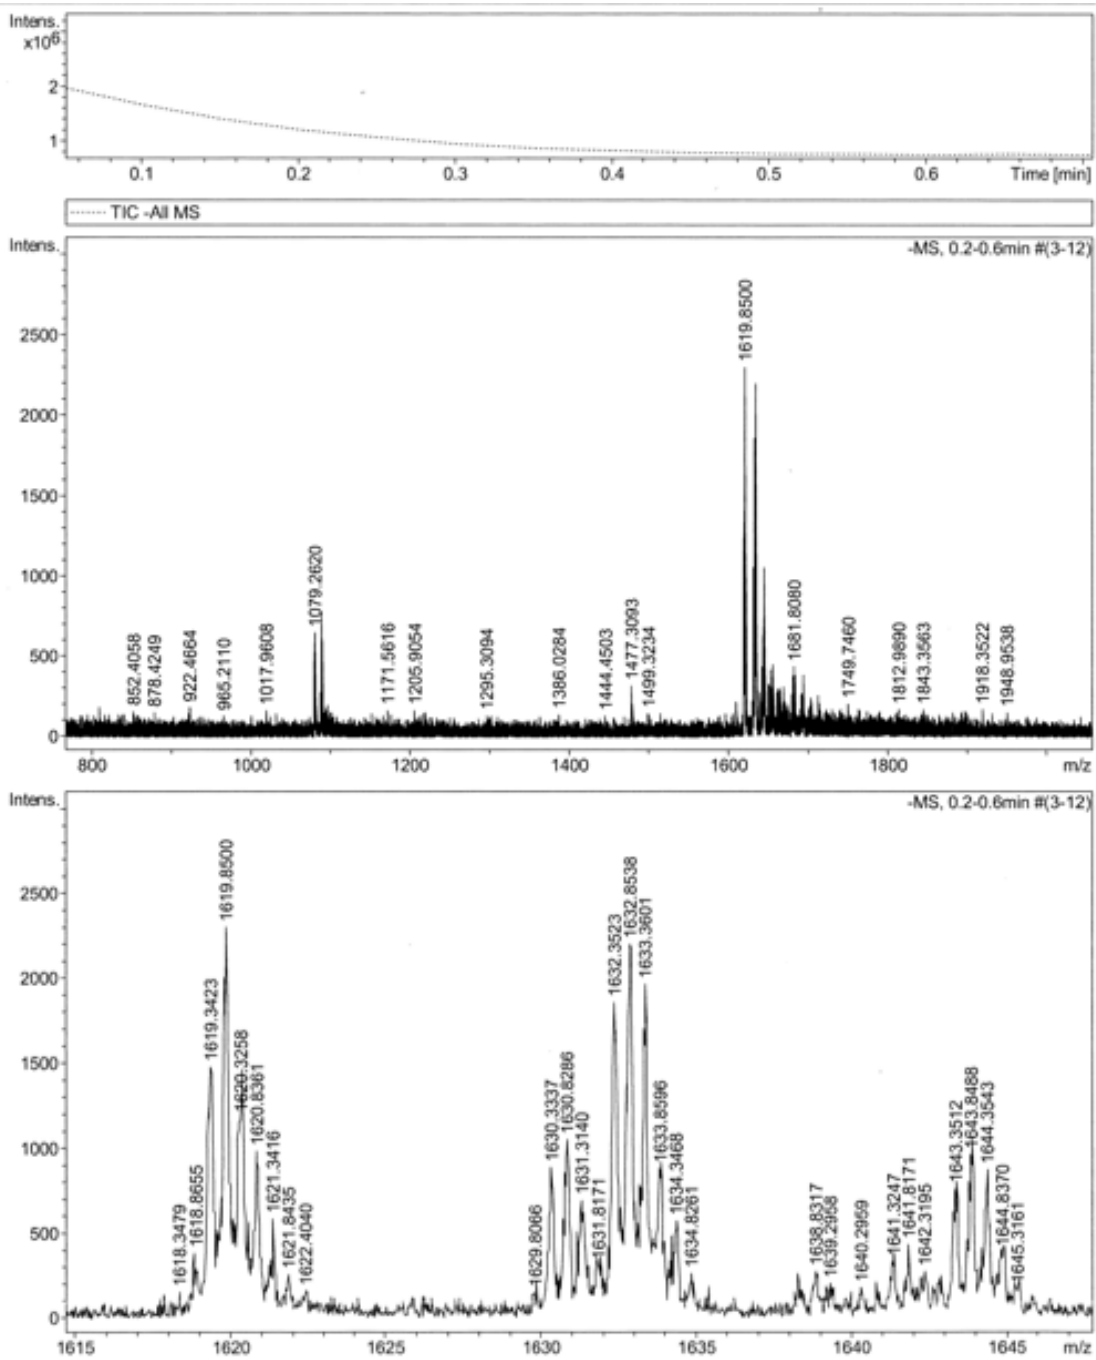 Intens.
x10⁶
2
1
0.1 0.2 0.3 0.4 0.5 0.6 Time [min]
TIC -All MS
Intens.
-MS, 0.2-0.6min #(3-12)
2500
2000
1500
1000
500
0
852.4058 878.4249 922.4664 965.2110 1017.9608 1079.2620 1171.5616 1205.9054 1295.3094 1386.0284 1444.4503 1477.3093 1499.3234 1619.8500 1681.8080 1749.7460 1812.9890 1843.3563 1918.3522 1948.9538
800 1000 1200 1400 1600 1800 m/z
Intens.
-MS, 0.2-0.6min #(3-12)
2500
2000
1500
1000
500
0
1618.3479 1618.8655 1619.3423 1619.8500 1620.3258 1620.8361 1621.3416 1621.8435 1622.4040 1629.8066 1630.3337 1630.8286 1631.3140 1631.8171 1632.3523 1632.8538 1633.3601 1633.8596 1634.3468 1634.8261 1638.8317 1639.2958 1640.2959 1641.3247 1641.8171 1642.3195 1643.3512 1643.8488 1644.3543 1644.8370 1645.3161
1615 1620 1625 1630 1635 1640 1645 m/z